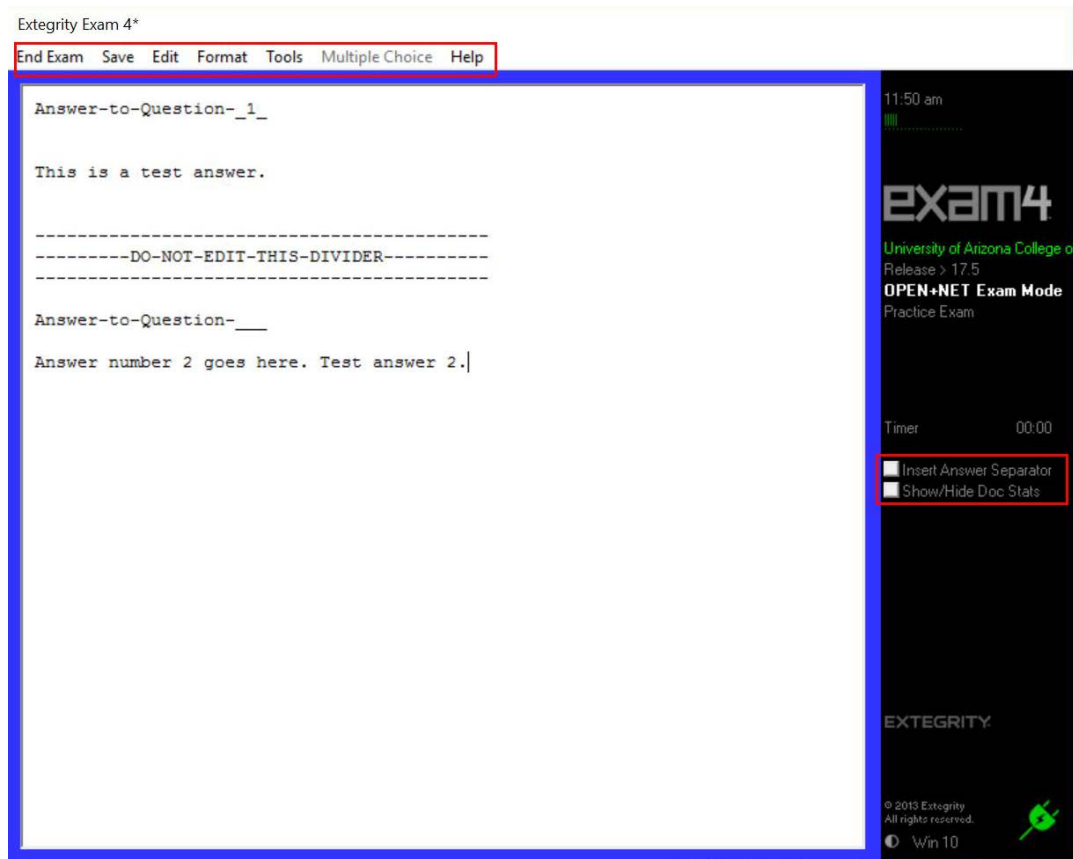 Extegrity Exam 4*
End Exam Save Edit Format Tools Multiple Choice Help
Answer-to-Question-_1_
This is a test answer.
-------------------------------------------
---------DO-NOT-EDIT-THIS-DIVIDER----------
-------------------------------------------
Answer-to-Question-___
Answer number 2 goes here. Test answer 2.
11:50 am
exam4
University of Arizona College o
Release > 17.5
OPEN+NET Exam Mode
Practice Exam
Timer 00:00
Insert Answer Separator
Show/Hide Doc Stats
EXTEGRITY
© 2013 Extegrity
All rights reserved.
Win 10